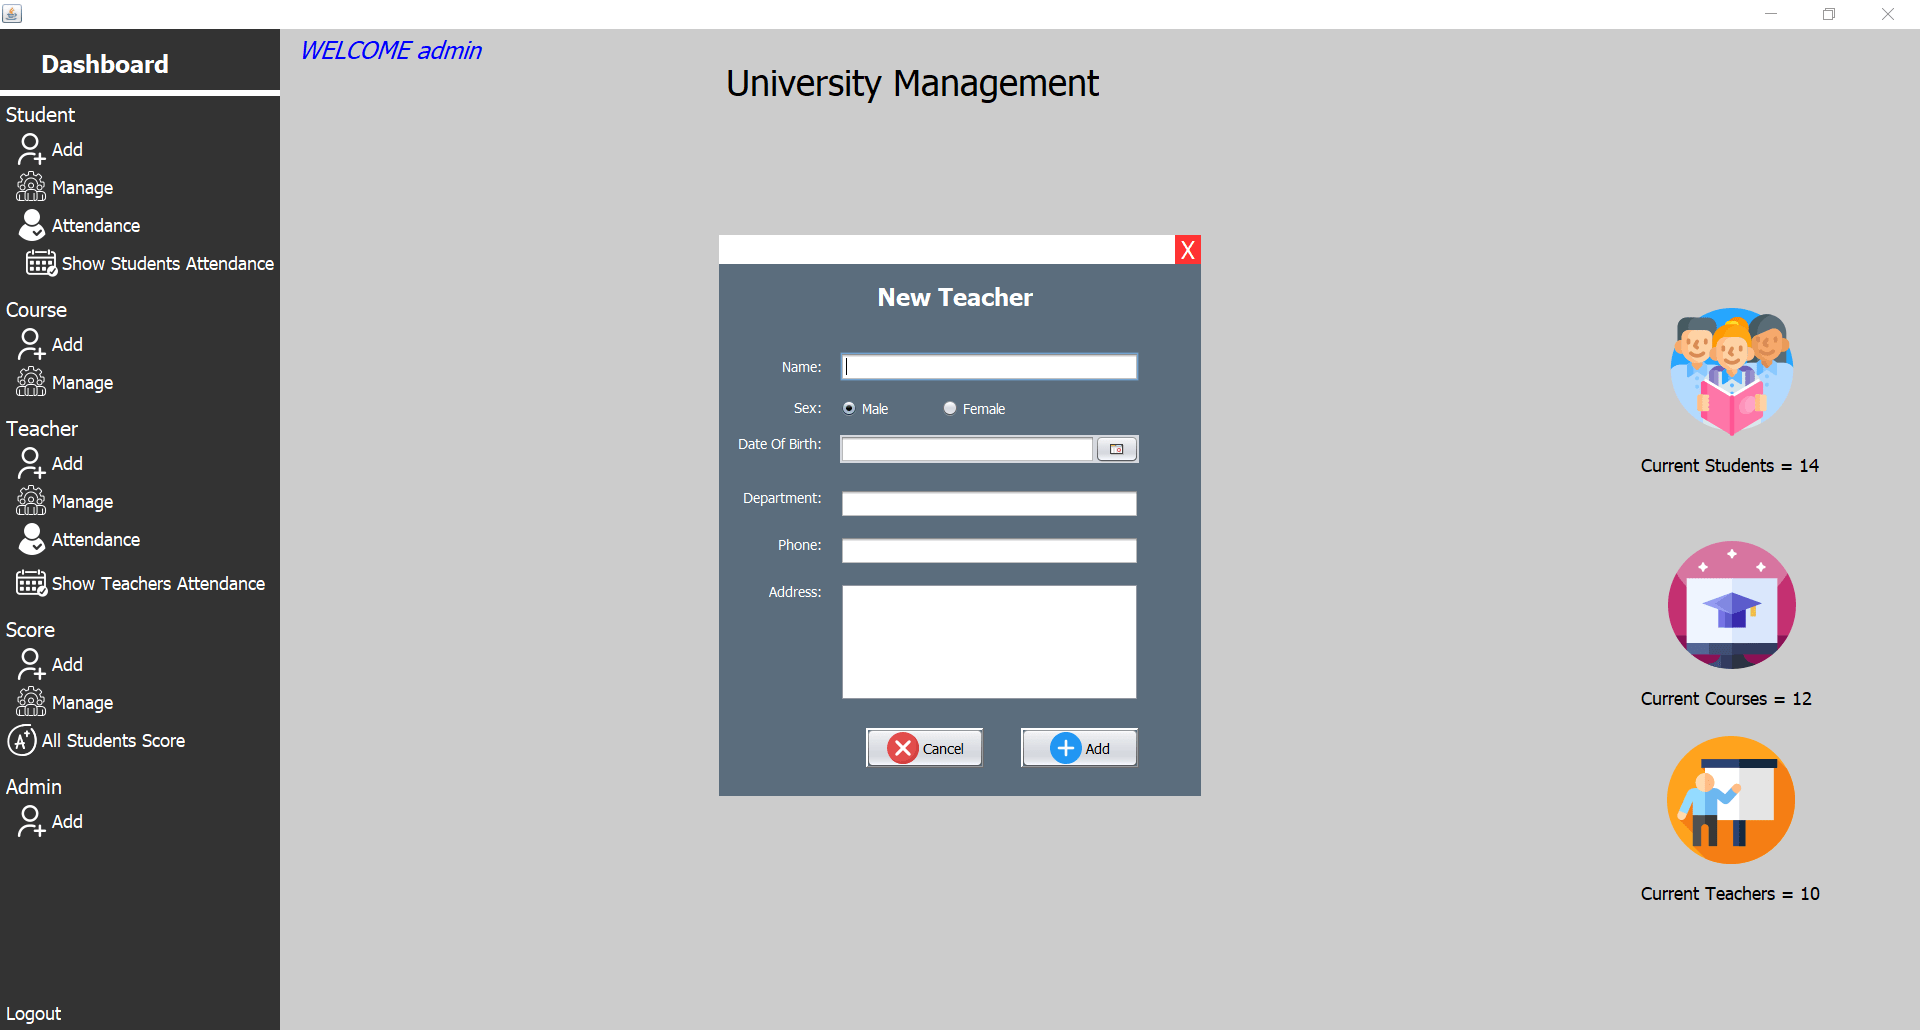 Dashboard
WELCOME admin
University Management
Student
Add
Manage
Attendance
Show Students Attendance
Course
Add
Manage
Teacher
Add
Manage
Attendance
Show Teachers Attendance
Score
Add
Manage
A+ All Students Score
Admin
Add
Logout
X
New Teacher
Name:
Sex: Male Female
Date Of Birth:
Department:
Phone:
Address:
Cancel Add
Current Students = 14
Current Courses = 12
Current Teachers = 10